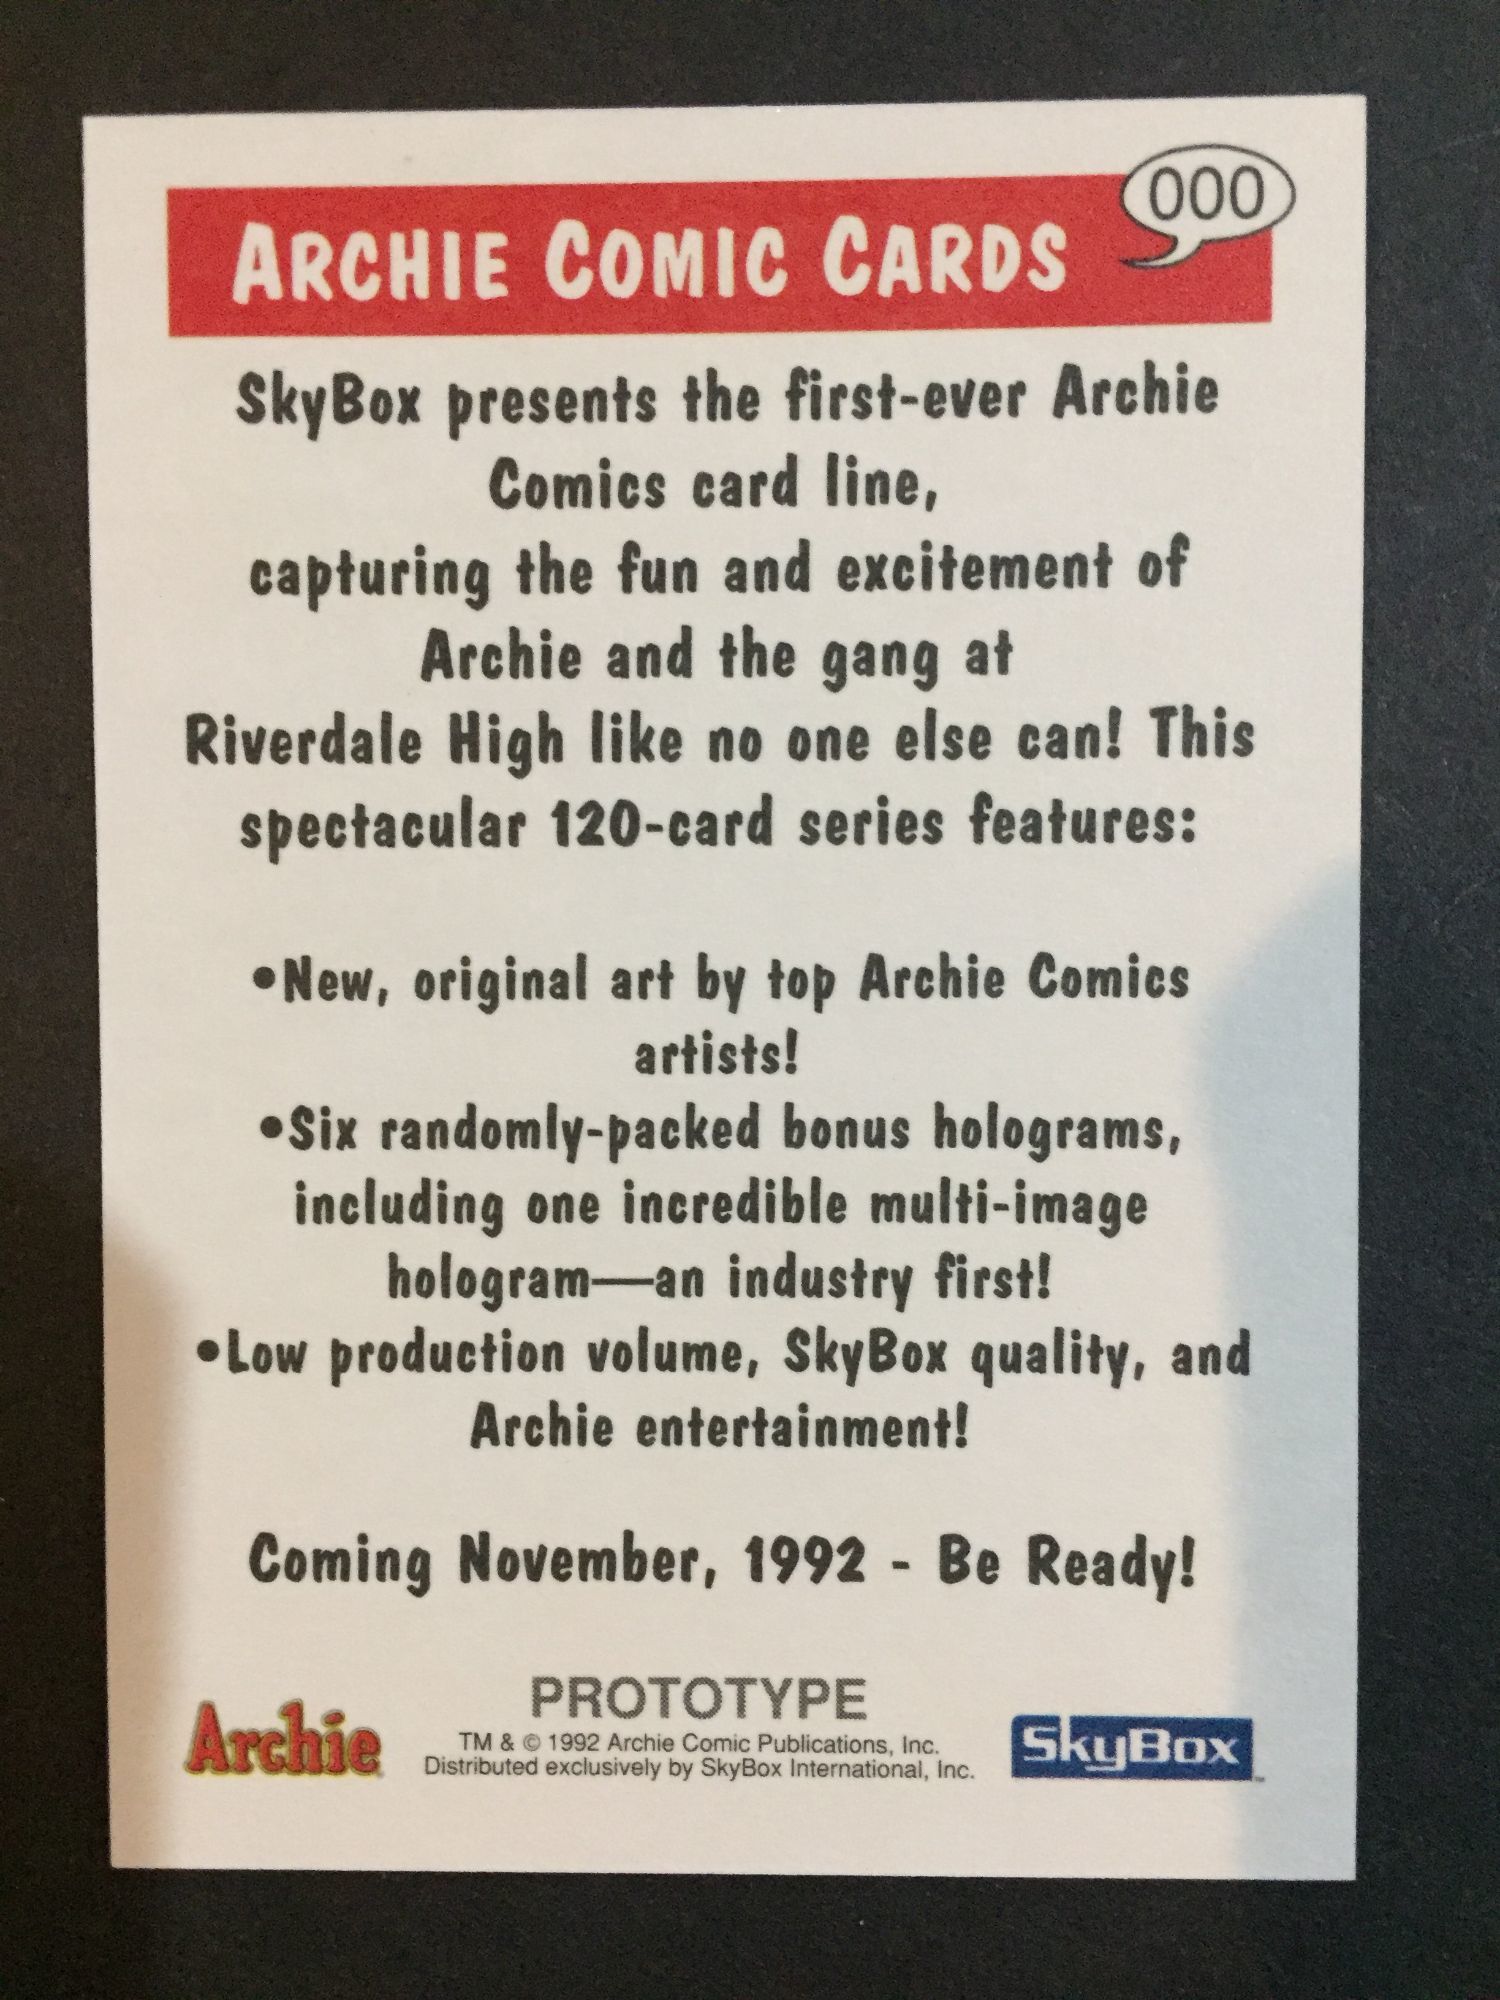 000
ARCHIE COMIC CARDS
SkyBox presents the first-ever Archie
Comics card line,
capturing the fun and excitement of
Archie and the gang at
Riverdale High like no one else can! This
spectacular 120-card series features:
•New, original art by top Archie Comics
artists!
•Six randomly-packed bonus holograms,
including one incredible multi-image
hologram—an industry first!
•Low production volume, SkyBox quality, and
Archie entertainment!
Coming November, 1992 - Be Ready!
PROTOTYPE
Archie
TM & © 1992 Archie Comic Publications, Inc.
Distributed exclusively by SkyBox International, Inc.
SkyBox™